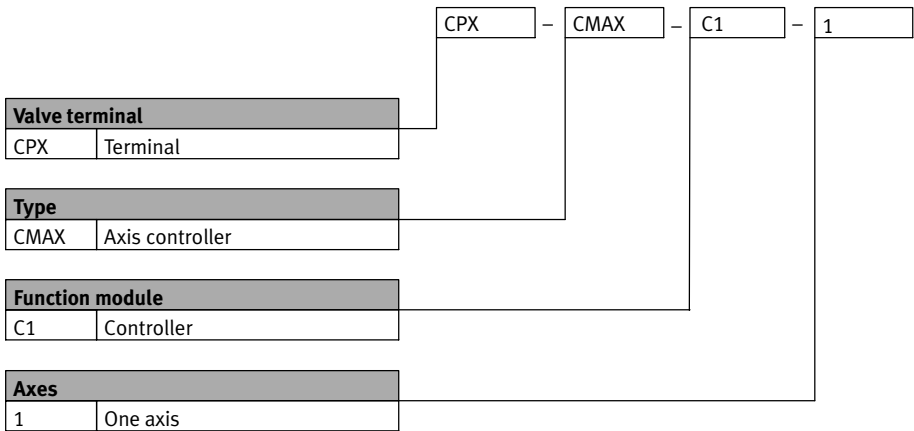 CPX – CMAX – C1 – 1
Valve terminal
CPX Terminal
Type
CMAX Axis controller
Function module
C1 Controller
Axes
1 One axis